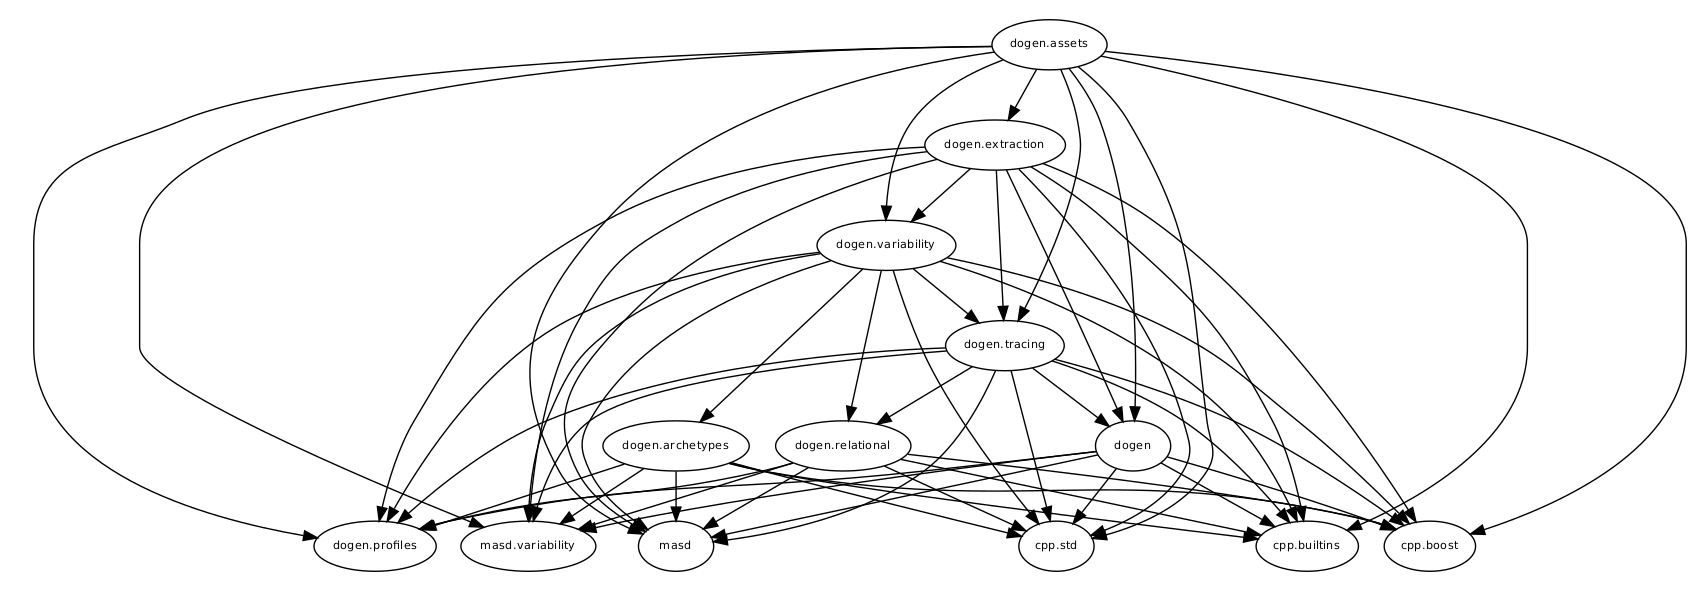 dogen.assets
dogen.extraction
dogen.variability
dogen.tracing
dogen.archetypes
dogen.relational
dogen
dogen.profiles
masd.variability
masd
cpp.std
cpp.builtins
cpp.boost